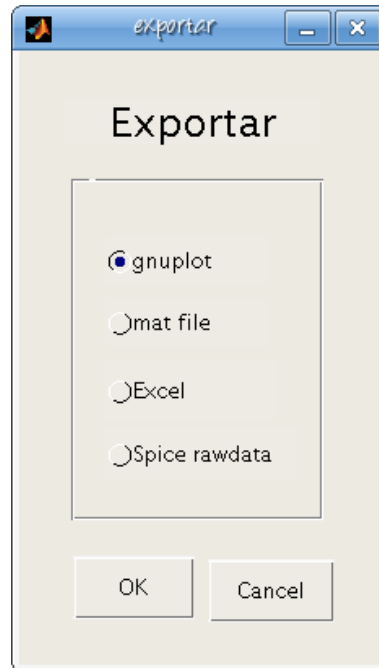 exportar
Exportar
gnuplot
mat file
Excel
Spice rawdata
OK
Cancel